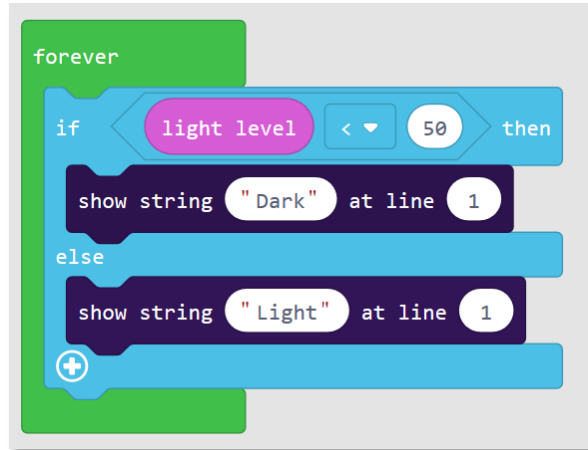 forever
if light level < 50 then
show string "Dark" at line 1
else
show string "Light" at line 1